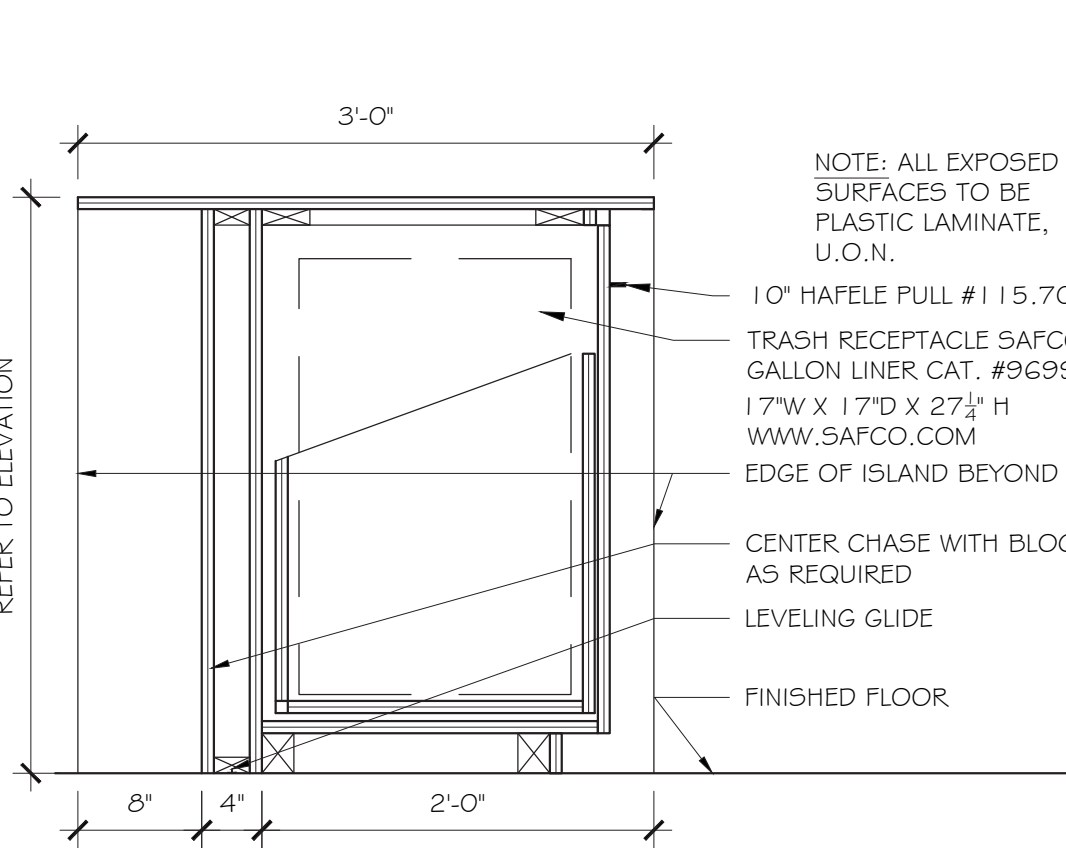 3'-0"
NOTE: ALL EXPOSED
SURFACES TO BE
PLASTIC LAMINATE,
U.O.N.
10" HAFELE PULL #115.70
TRASH RECEPTACLE SAFCO
GALLON LINER CAT. #969
17"W X 17"D X 27¼" H
WWW.SAFCO.COM
EDGE OF ISLAND BEYOND
CENTER CHASE WITH
AS REQUIRED
LEVELING GLIDE
FINISHED FLOOR
REFER TO ELEVATION
8" 4" 2'-0"